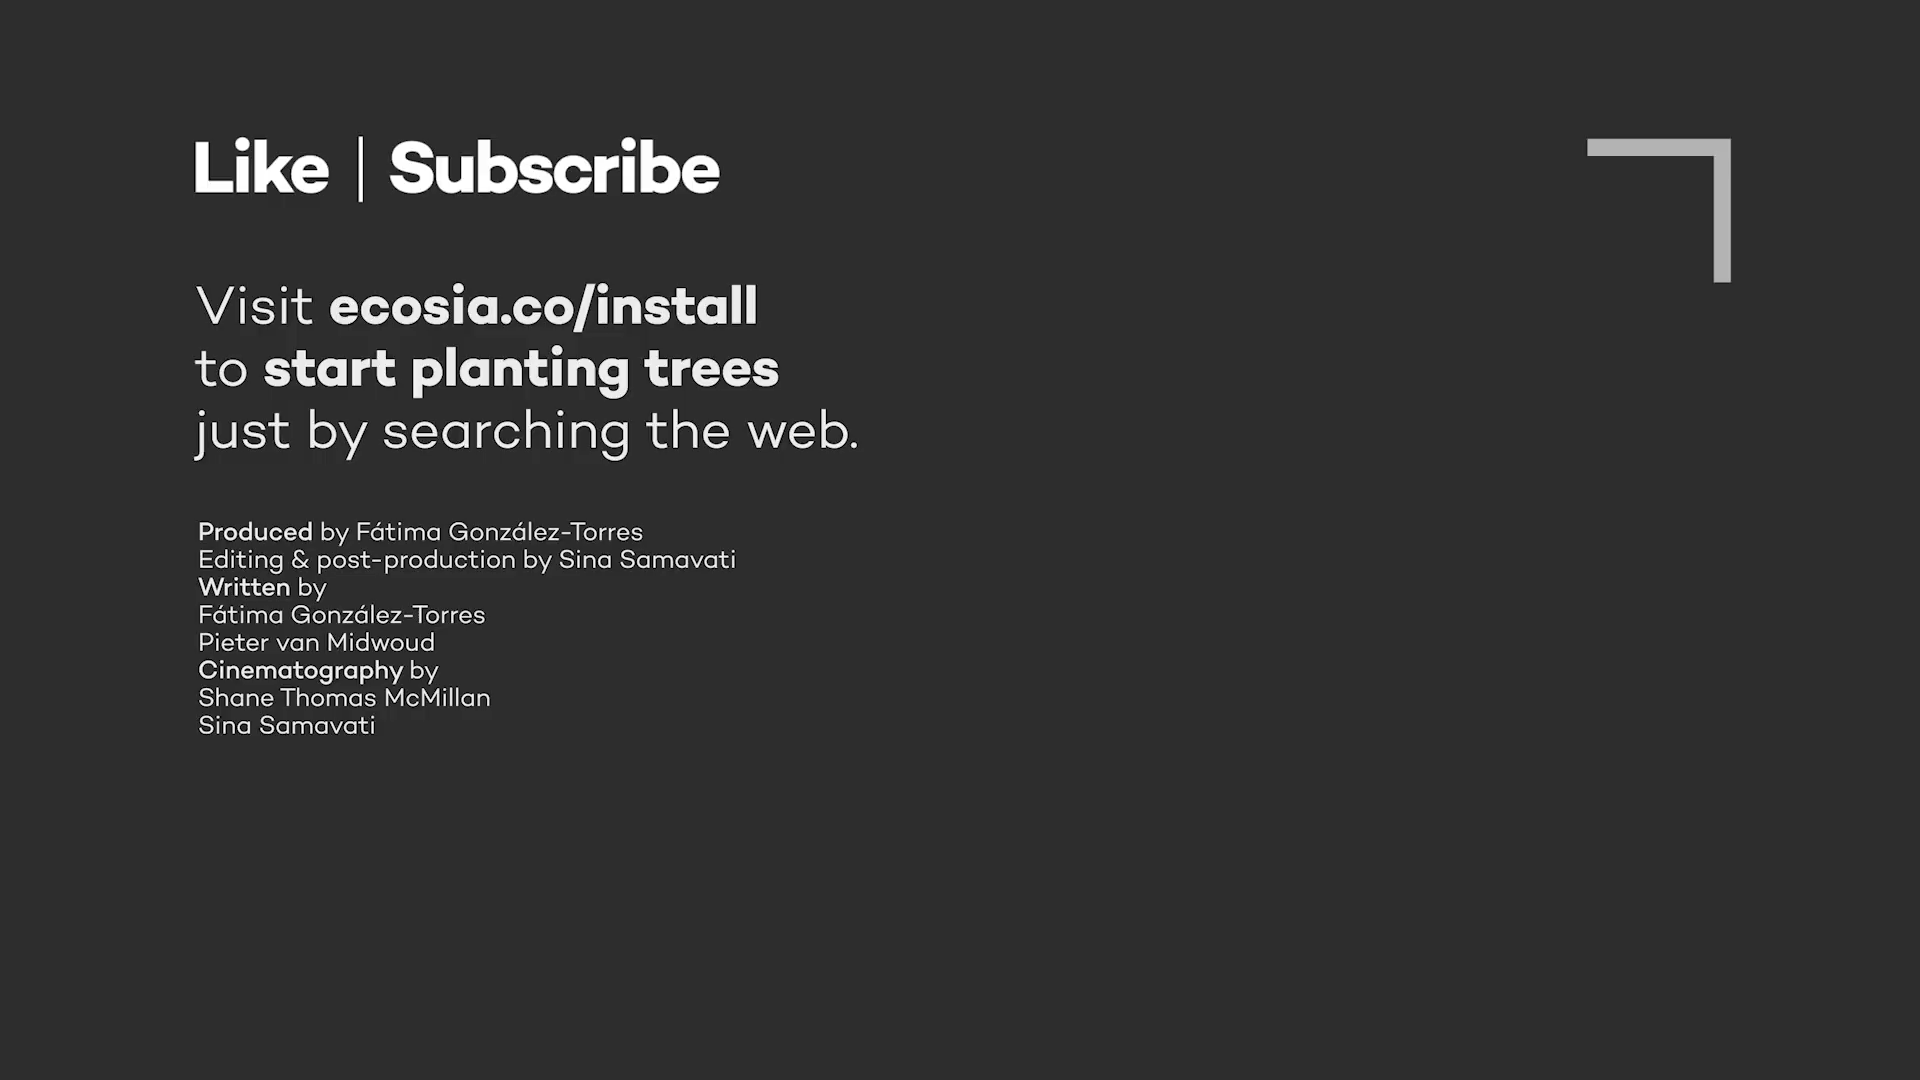 Like | Subscribe
Visit ecosia.co/install
to start planting trees
just by searching the web.
Produced by Fátima González-Torres
Editing & post-production by Sina Samavati
Written by
Fátima González-Torres
Pieter van Midwoud
Cinematography by
Shane Thomas McMillan
Sina Samavati